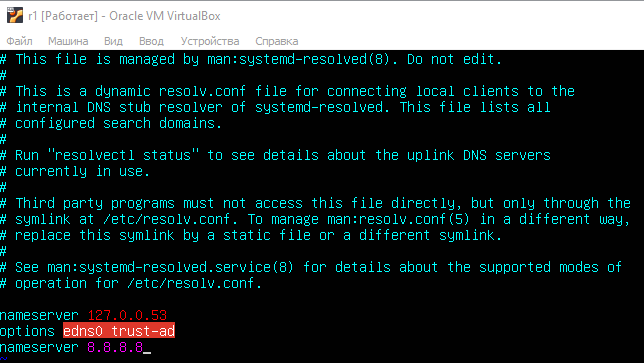 r1 [Работает] - Oracle VM VirtualBox
Файл Машина Вид Ввод Устройства Справка
# This file is managed by man:systemd-resolved(8). Do not edit.
#
# This is a dynamic resolv.conf file for connecting local clients to the
# internal DNS stub resolver of systemd-resolved. This file lists all
# configured search domains.
#
# Run "resolvectl status" to see details about the uplink DNS servers
# currently in use.
#
# Third party programs must not access this file directly, but only through the
# symlink at /etc/resolv.conf. To manage man:resolv.conf(5) in a different way,
# replace this symlink by a static file or a different symlink.
#
# See man:systemd-resolved.service(8) for details about the supported modes of
# operation for /etc/resolv.conf.
nameserver 127.0.0.53
options edns0 trust-ad
nameserver 8.8.8.8